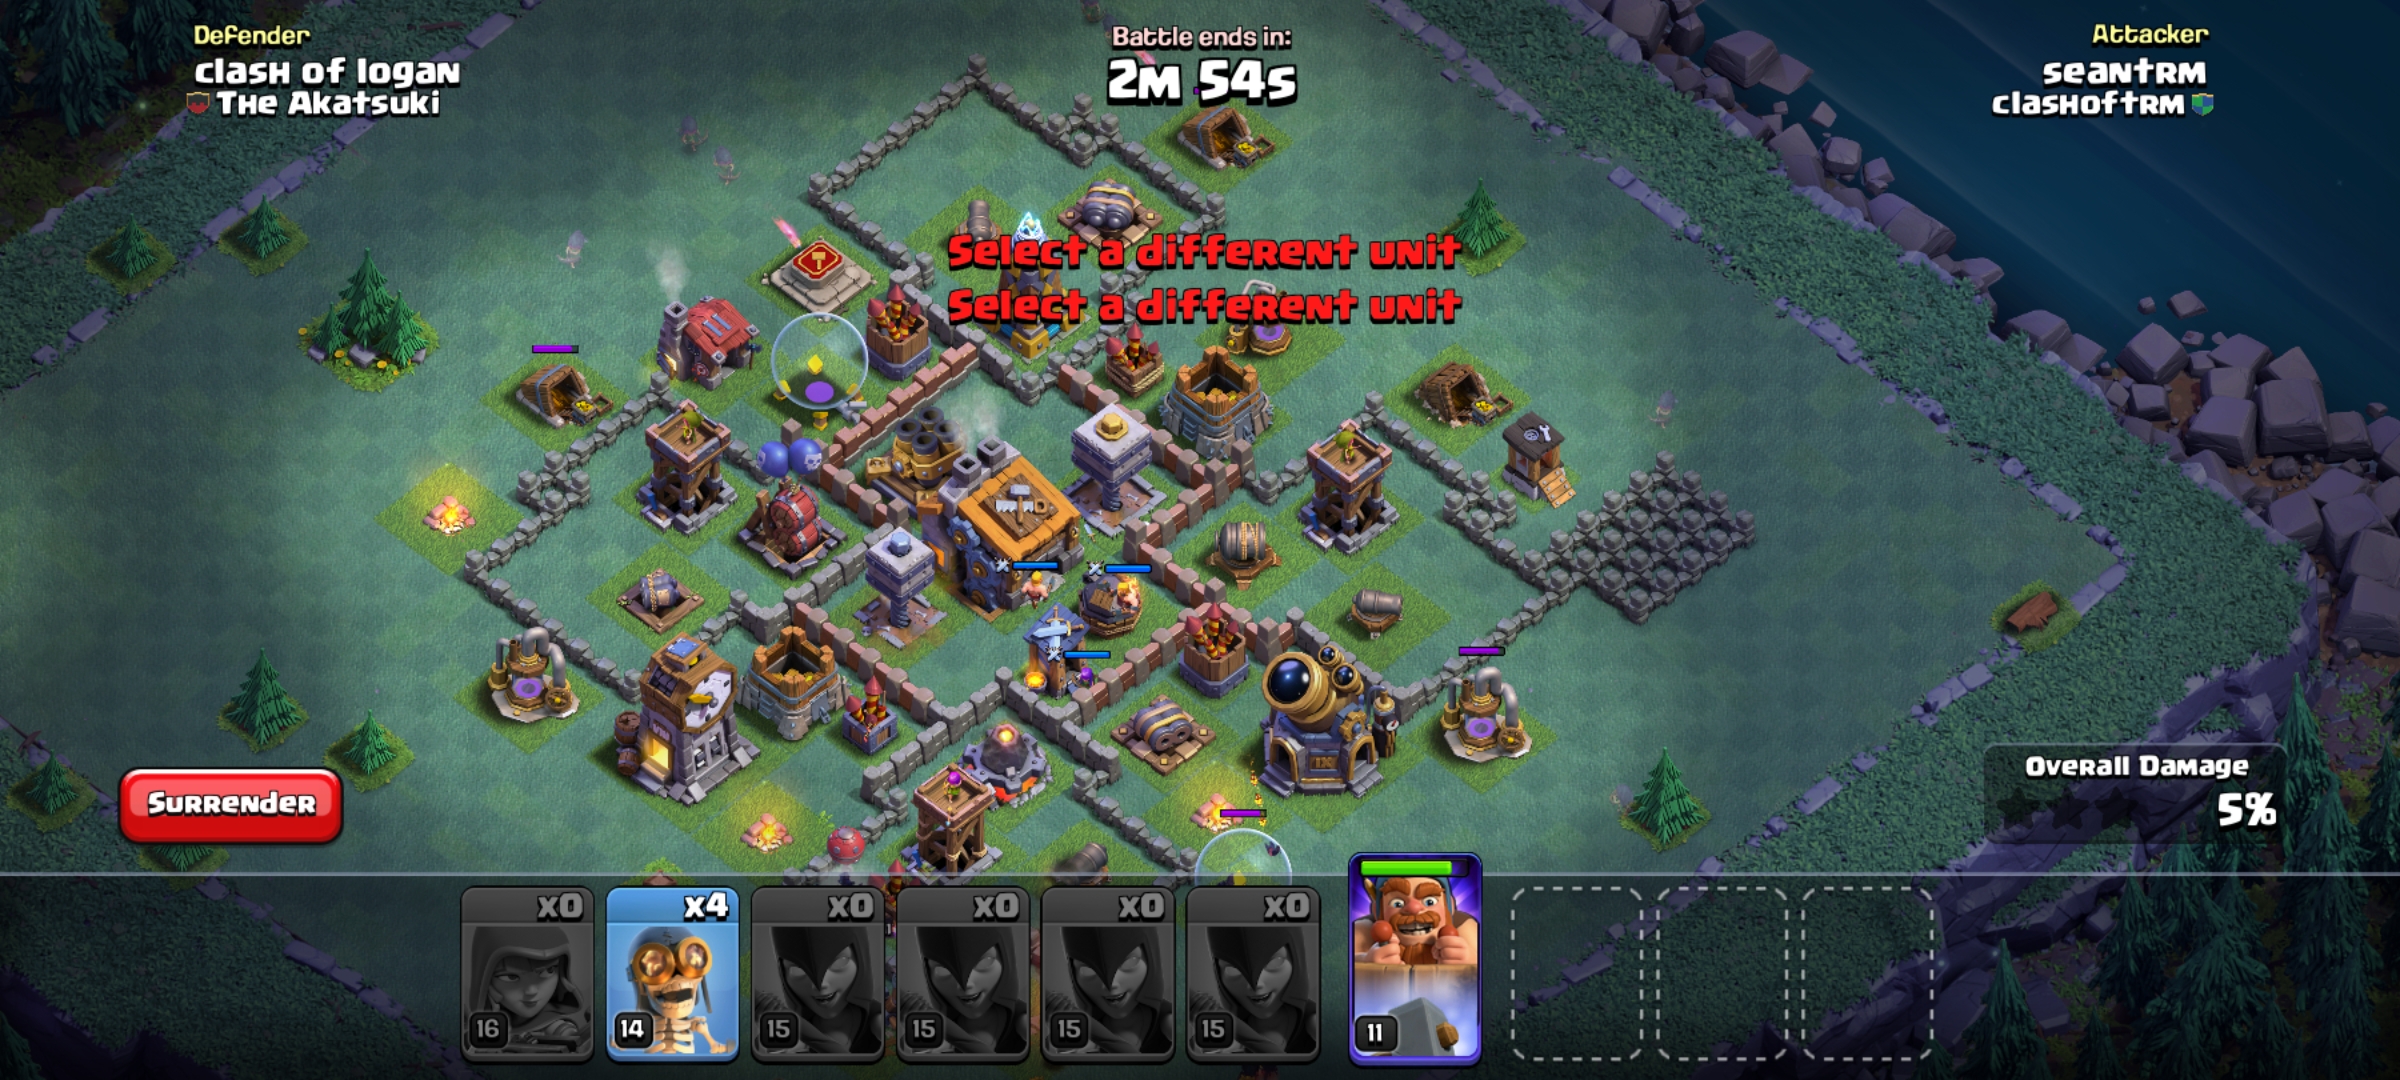 Defender
clash of logan
The Akatsuki
Battle ends in:
2M 54s
Attacker
seantRM
clashoftRM
Select a different unit
Select a different unit
Surrender
Overall Damage
5%
x0
x4
x0
x0
x0
x0
16
14
15
15
15
15
11